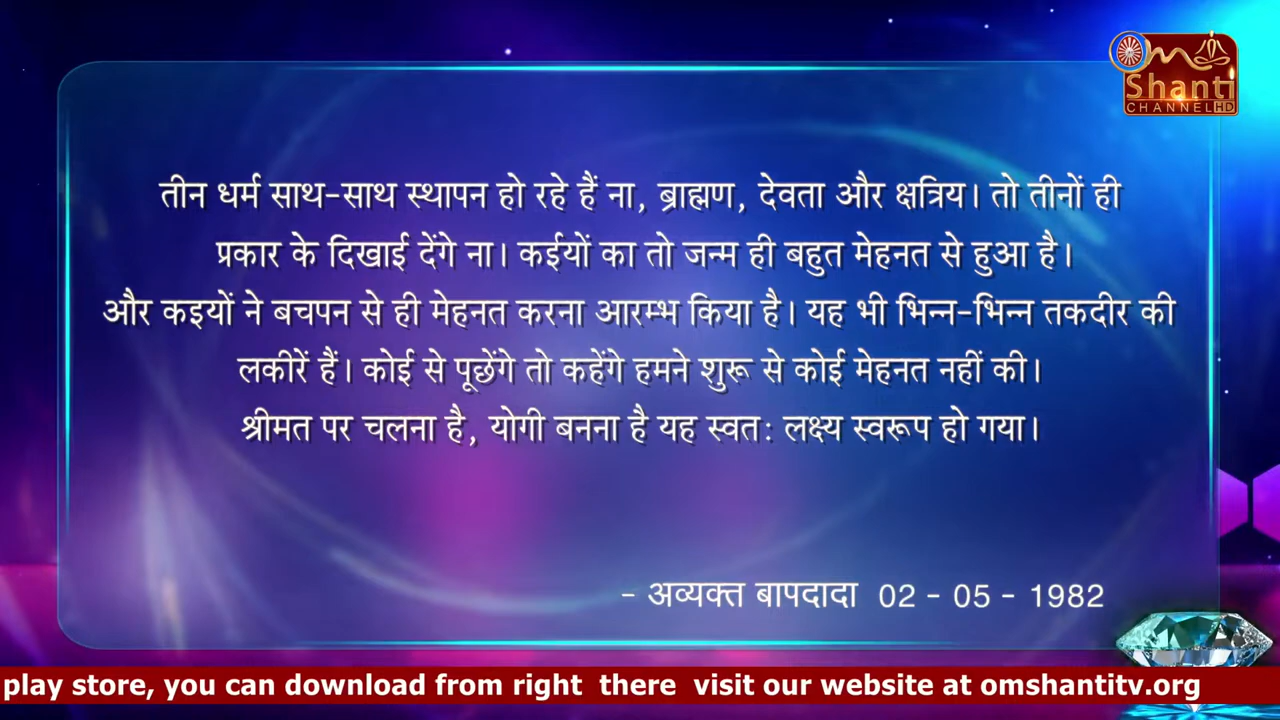 Om
Shanti
CHANNEL HD
तीन धर्म साथ-साथ स्थापन हो रहे हैं ना, ब्राह्मण, देवता और क्षत्रिय। तो तीनों ही
प्रकार के दिखाई देंगे ना। कईयों का तो जन्म ही बहुत मेहनत से हुआ है।
और कइयों ने बचपन से ही मेहनत करना आरम्भ किया है। यह भी भिन्न-भिन्न तकदीर की
लकीरें हैं। कोई से पूछेंगे तो कहेंगे हमने शुरू से कोई मेहनत नहीं की।
श्रीमत पर चलना है, योगी बनना है यह स्वत: लक्ष्य स्वरूप हो गया।
- अव्यक्त बापदादा 02 - 05 - 1982
play store, you can download from right there visit our website at omshantitv.org